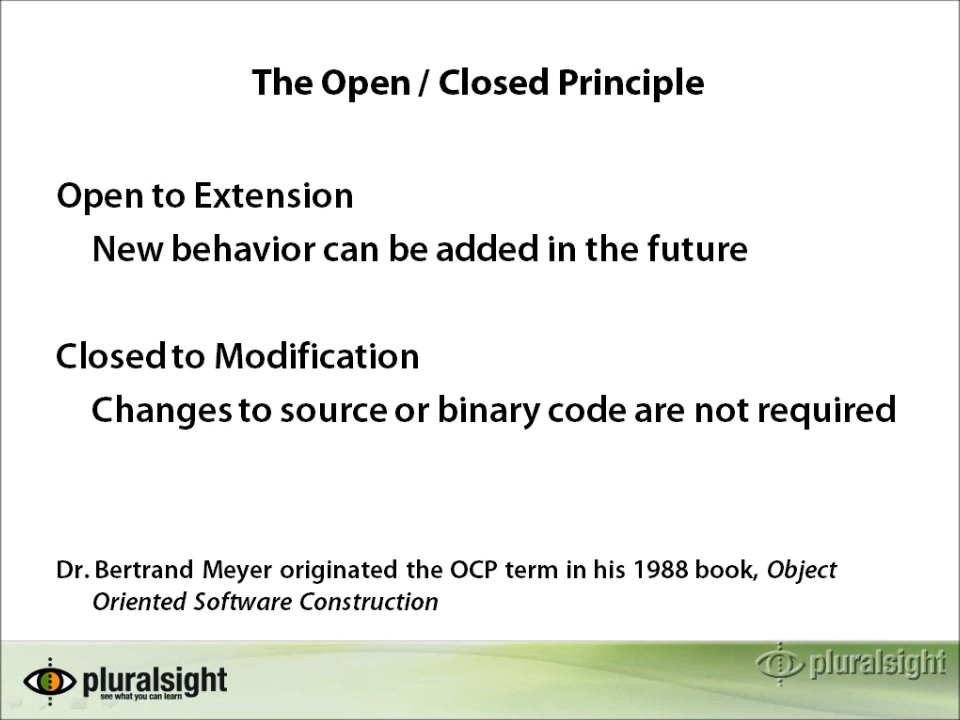 The Open / Closed Principle
Open to Extension
New behavior can be added in the future
Closed to Modification
Changes to source or binary code are not required
Dr. Bertrand Meyer originated the OCP term in his 1988 book, Object
Oriented Software Construction
pluralsight
see what you can learn
pluralsight